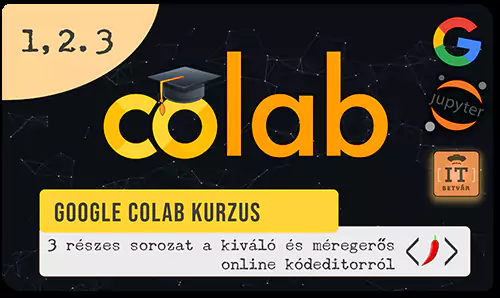 1, 2. 3
colab
jupyter
IT
BETYÁR
GOOGLE COLAB KURZUS
3 részes sorozat a kiváló és méregerős
online kódeditorról